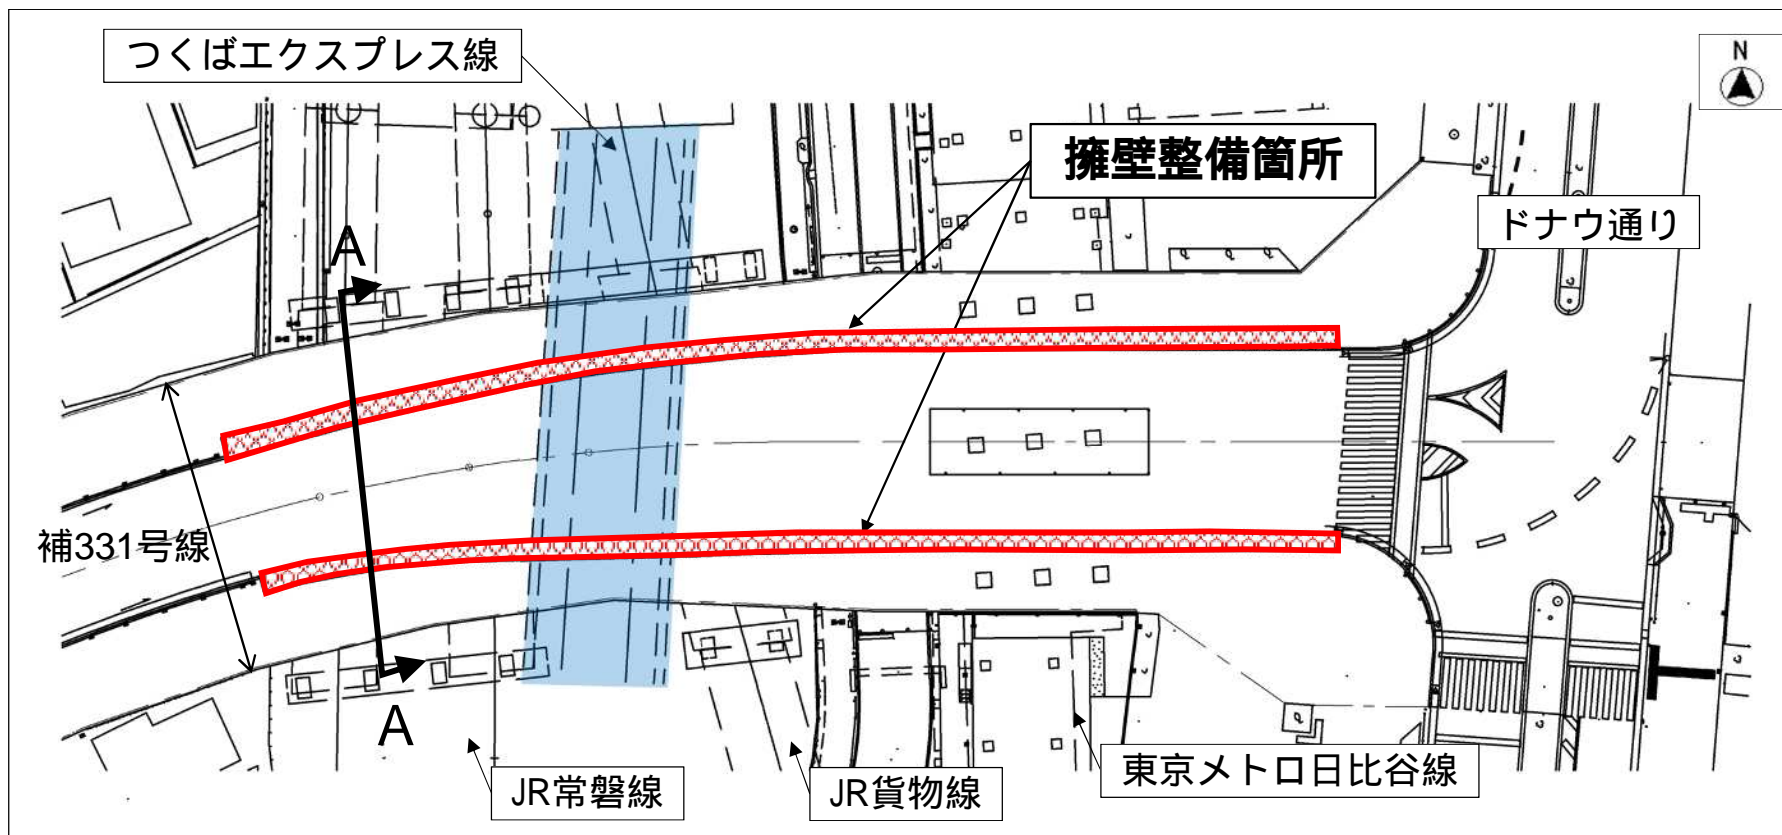 つくばエクスプレス線
N
擁壁整備箇所
ドナウ通り
A
補331号線
A
JR常磐線
JR貨物線
東京メトロ日比谷線